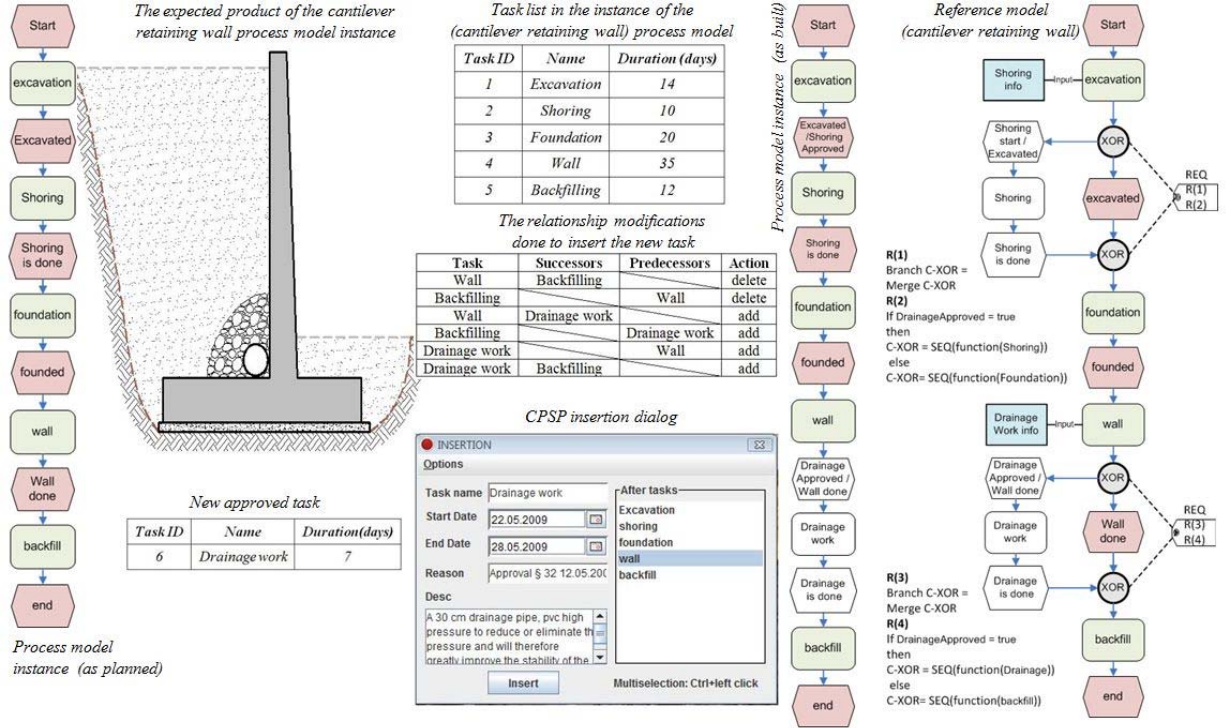 Start
excavation
Excavated
Shoring
Shoring
is done
foundation
founded
wall
Wall
done
backfill
end
Process model
instance (as planned)
The expected product of the cantilever
retaining wall process model instance
New approved task
Task ID Name Duration(days)
6 Drainage work 7
Task list in the instance of the
(cantilever retaining wall) process model
Task ID Name Duration (days)
1 Excavation 14
2 Shoring 10
3 Foundation 20
4 Wall 35
5 Backfilling 12
The relationship modifications
done to insert the new task
Task Successors Predecessors Action
Wall Backfilling delete
Backfilling Wall delete
Wall Drainage work add
Backfilling Drainage work add
Drainage work Wall add
Drainage work Backfilling add
CPSP insertion dialog
INSERTION
Options
Task name Drainage work
Start Date 22.05.2009
End Date 28.05.2009
Reason Approval § 32 12.05.200
Desc
A 30 cm drainage pipe, pvc high
pressure to reduce or eliminate th
pressure and will therefore
greatly improve the stability of the
After tasks
Excavation
shoring
foundation
wall
backfill
Insert
Multiselection: Ctrl+left click
Process model instance (as built)
Start
excavation
Excavated
/Shoring
Approved
Shoring
Shoring
is done
foundation
founded
wall
Drainage
Approved /
Wall done
Drainage
work
Drainage
is done
backfill
end
Reference model
(cantilever retaining wall)
Start
Shoring
info
Input
excavation
Shoring
start /
Excavated
XOR
Shoring
excavated
REQ
R(1)
R(2)
Shoring
is done
XOR
R(1)
Branch C-XOR =
Merge C-XOR
R(2)
If DrainageApproved = true
then
C-XOR = SEQ(function(Shoring))
else
C-XOR= SEQ(function(Foundation))
foundation
founded
Drainage
Work info
Input
wall
Drainage
Approved /
Wall done
XOR
Drainage
work
Wall
done
REQ
R(3)
R(4)
Drainage
is done
XOR
R(3)
Branch C-XOR =
Merge C-XOR
R(4)
If DrainageApproved = true
then
C-XOR = SEQ(function(Drainage))
else
C-XOR= SEQ(function(backfill))
backfill
end